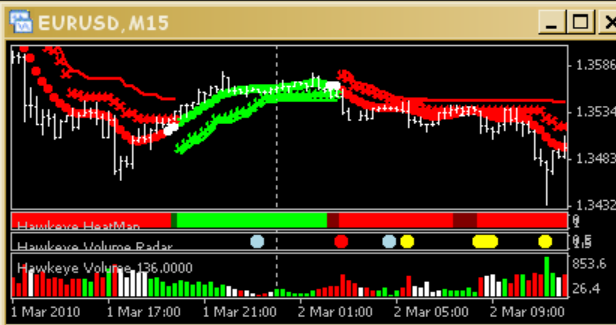 EURUSD,M15
1.3586
1.3534
1.3483
1.3432
Hawkeye HeatMap
Hawkeye Volume Radar
Hawkeye Volume 136.0000
853.6
26.4
1 Mar 2010 1 Mar 17:00 1 Mar 21:00 2 Mar 01:00 2 Mar 05:00 2 Mar 09:00